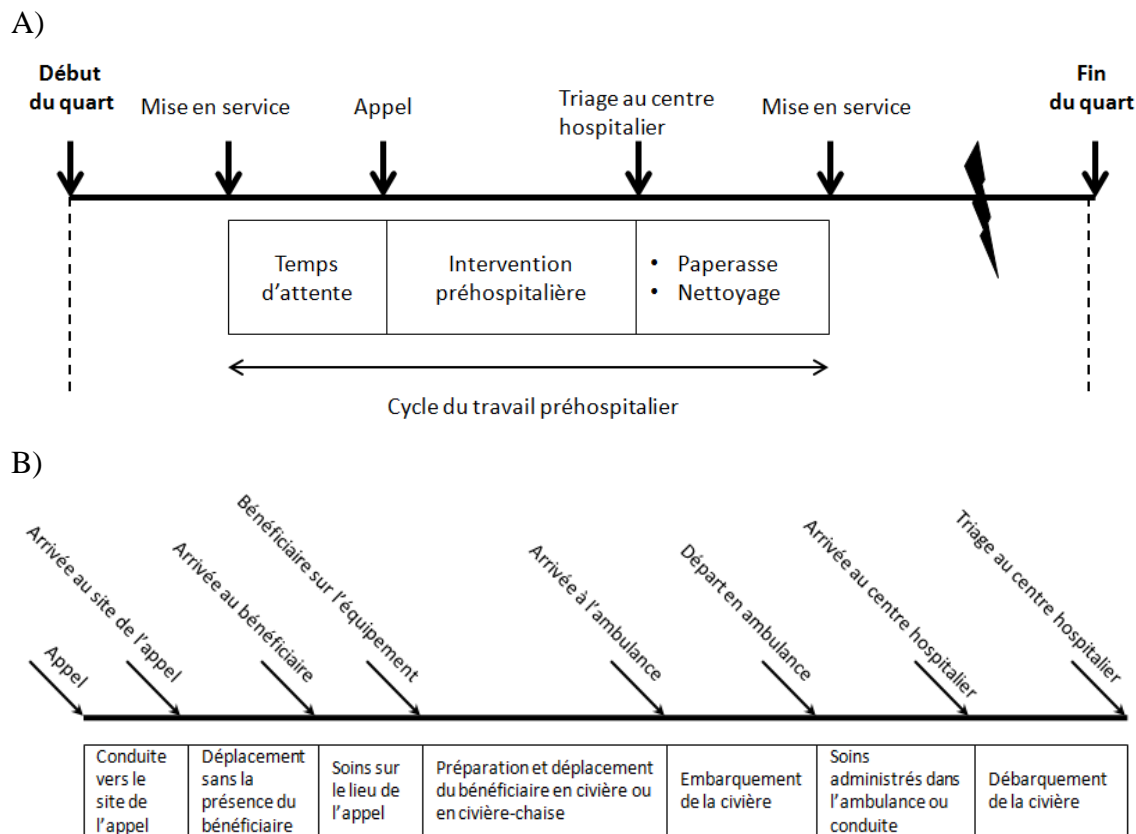 A)
Début
du quart
Mise en service
Appel
Triage au centre
hospitalier
Mise en service
Fin
du quart
Temps
d'attente
Intervention
préhospitalière
• Paperasse
• Nettoyage
Cycle du travail préhospitalier
B)
Appel
Arrivée au site de l'appel
Arrivée au bénéficiaire
Bénéficiaire sur l'équipement
Arrivée à l'ambulance
Départ en ambulance
Arrivée au centre hospitalier
Triage au centre hospitalier
Conduite
vers le
site de
l'appel
Déplacement
sans la
présence du
bénéficiaire
Soins sur
le lieu de
l'appel
Préparation et déplacement
du bénéficiaire en civière ou
en civière-chaise
Embarquement
de la civière
Soins
administrés dans
l'ambulance ou
conduite
Débarquement
de la civière